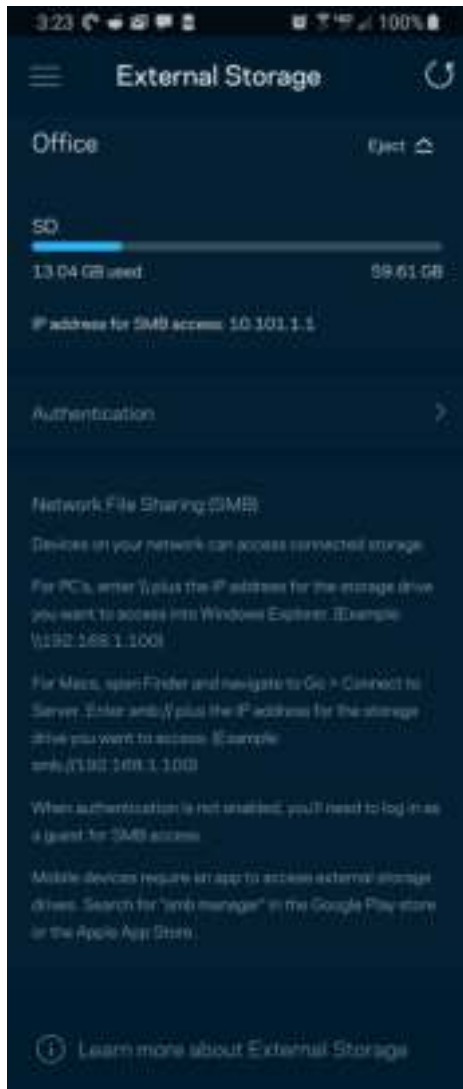 3:23 100%
External Storage
Office Eject
SD
13.04 GB used 59.61 GB
IP address for SMB access: 10.101.1.1
Authentication
Network File Sharing (SMB)
Devices on your network can access connected storage.
For PC's, enter \\ plus the IP address for the storage drive
you want to access into Windows Explorer. (Example:
\\192.168.1.100)
For Macs, open Finder and navigate to Go > Connect to
Server. Enter smb:// plus the IP address for the storage
drive you want to access. (Example:
smb://192.168.1.100)
When authentication is not enabled, you'll need to log in as
a guest for SMB access.
Mobile devices require an app to access external storage
drives. Search for "smb manager" in the Google Play store
or the Apple App Store.
Learn more about External Storage